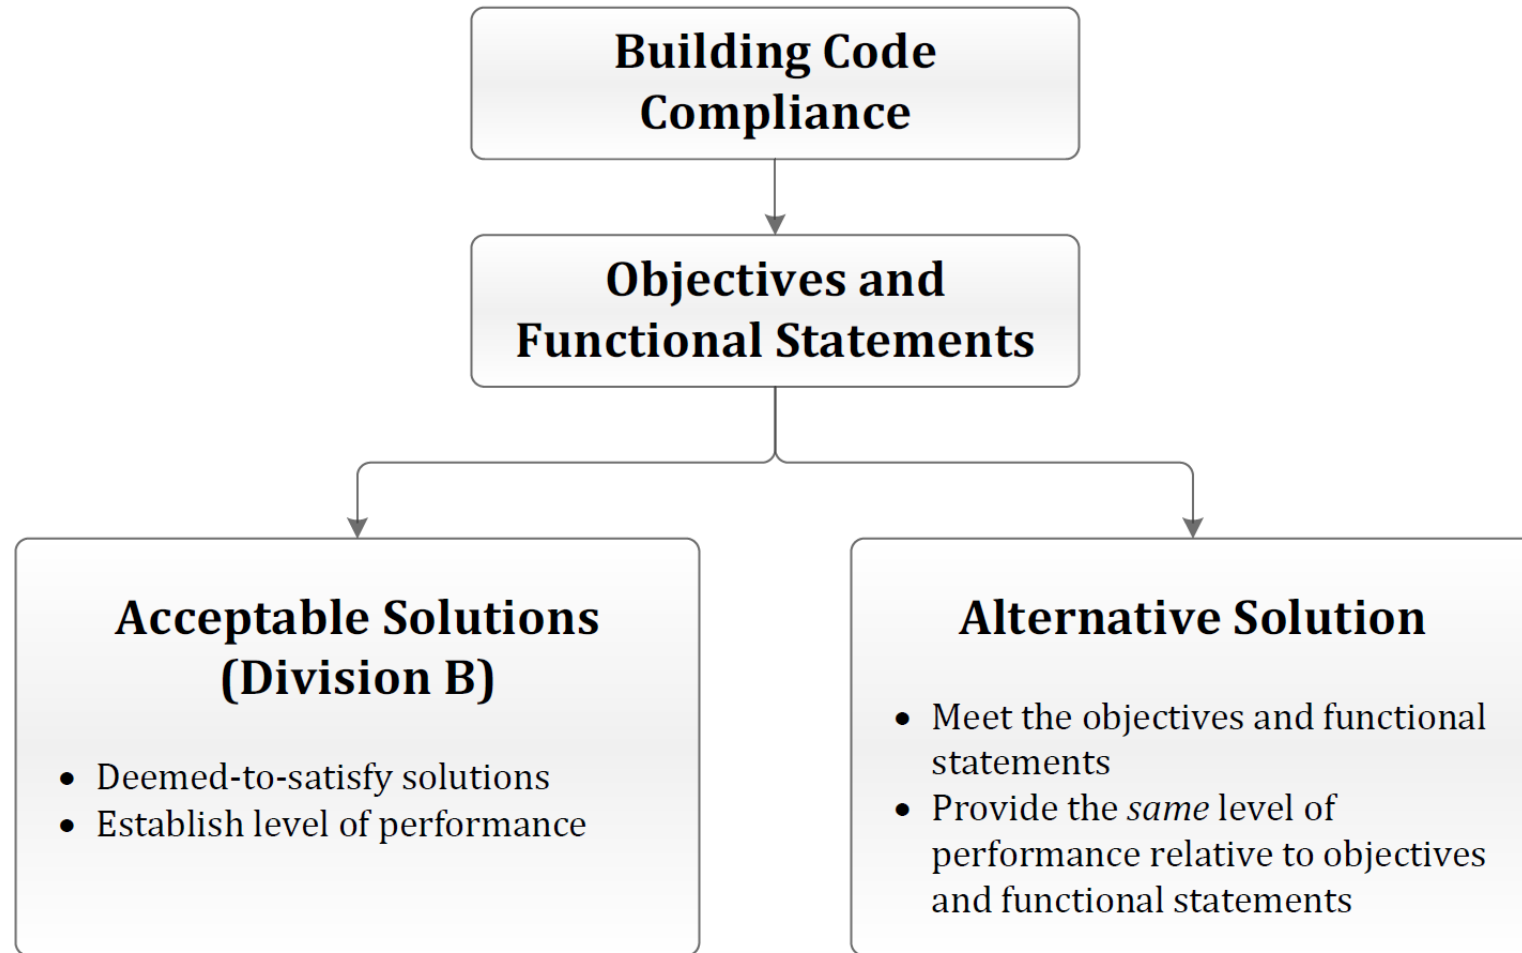 Building Code
Compliance
Objectives and
Functional Statements
Acceptable Solutions
(Division B)
• Deemed-to-satisfy solutions
• Establish level of performance
Alternative Solution
• Meet the objectives and functional
statements
• Provide the same level of
performance relative to objectives
and functional statements